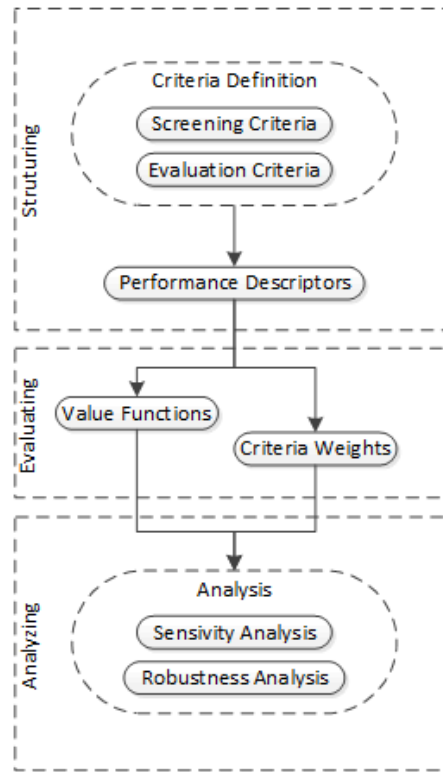 Struturing
Criteria Definition
Screening Criteria
Evaluation Criteria
Performance Descriptors
Evaluating
Value Functions
Criteria Weights
Analyzing
Analysis
Sensivity Analysis
Robustness Analysis